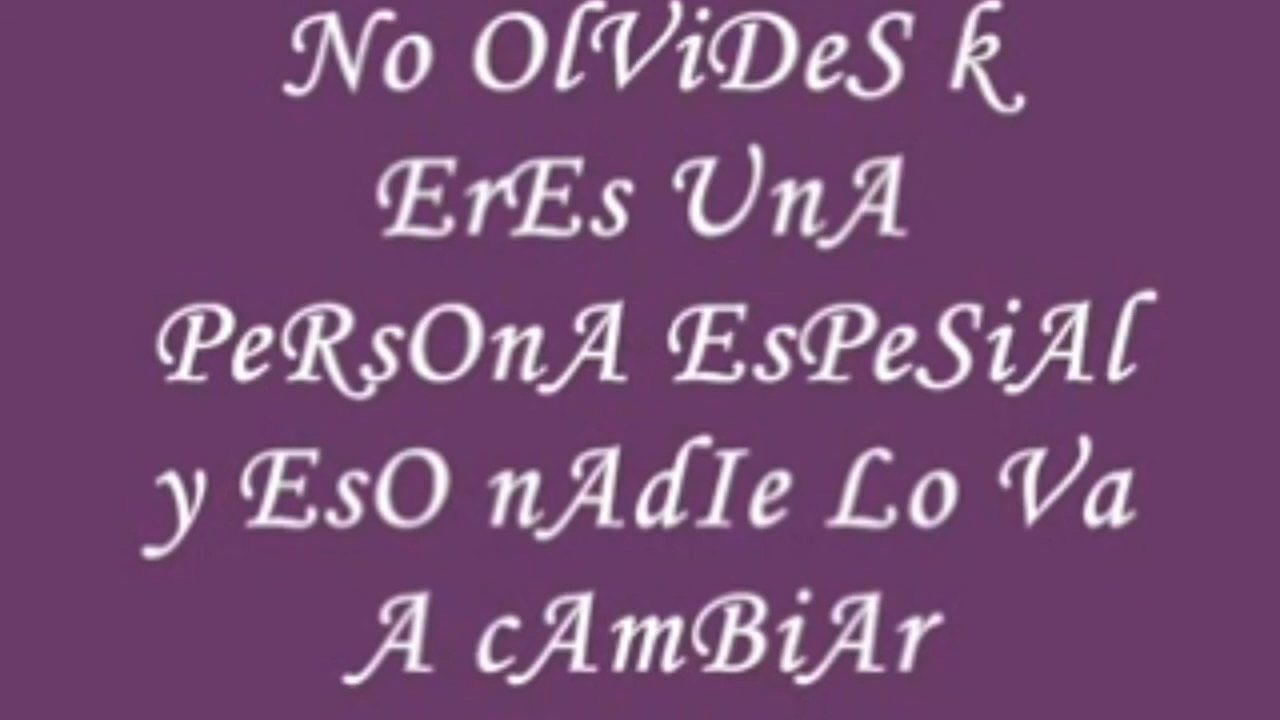 No OlViDeS k
ErEs UnA
PeRsOnA EsPeSiAl
y EsO nAdIe Lo Va
A cAmBiAr